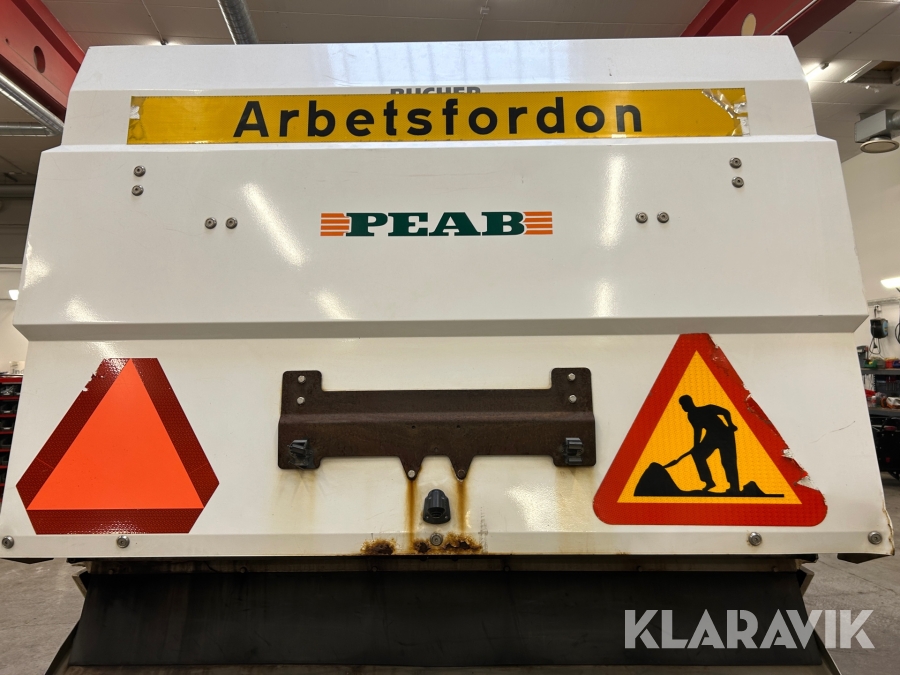 BUCHER
Arbetsfordon
PEAB
KLARAVIK